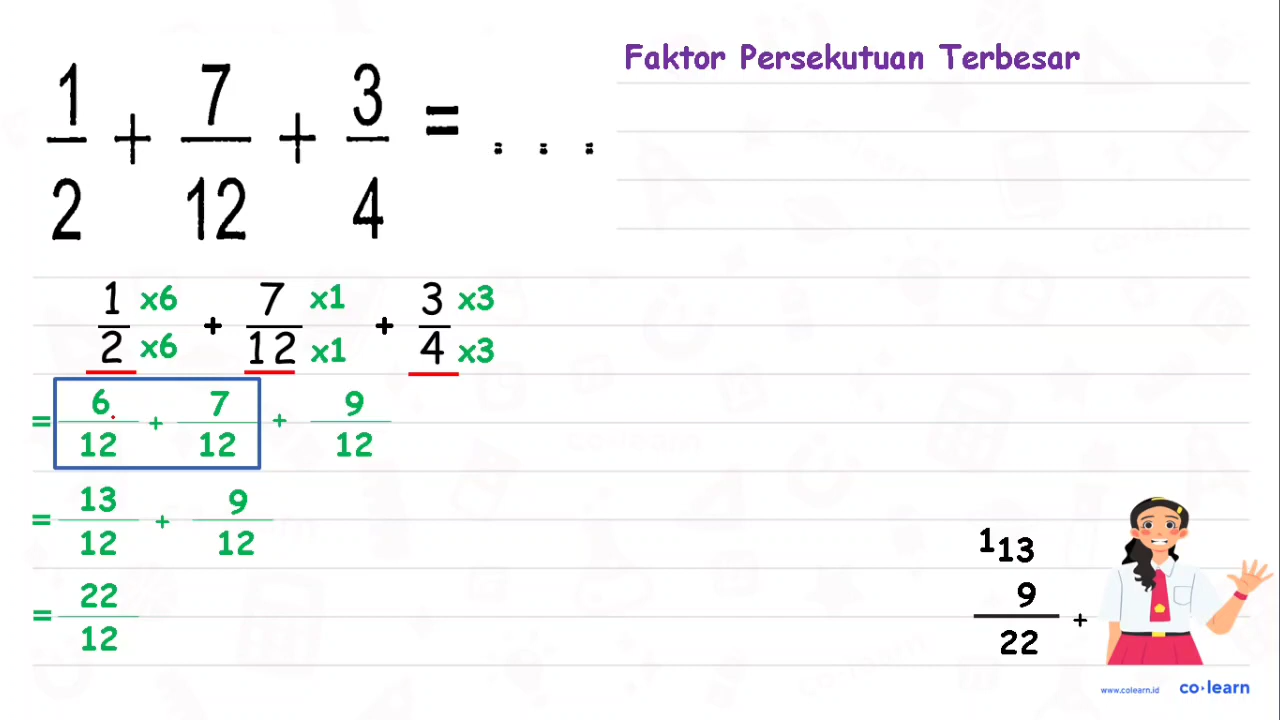 1/2 + 7/12 + 3/4 = . . .
Faktor Persekutuan Terbesar
1/2 x6/x6 + 7/12 x1/x1 + 3/4 x3/x3
= 6/12 + 7/12 + 9/12
= 13/12 + 9/12
= 22/12
1 13
9
+
22
www.colearn.id
co·learn